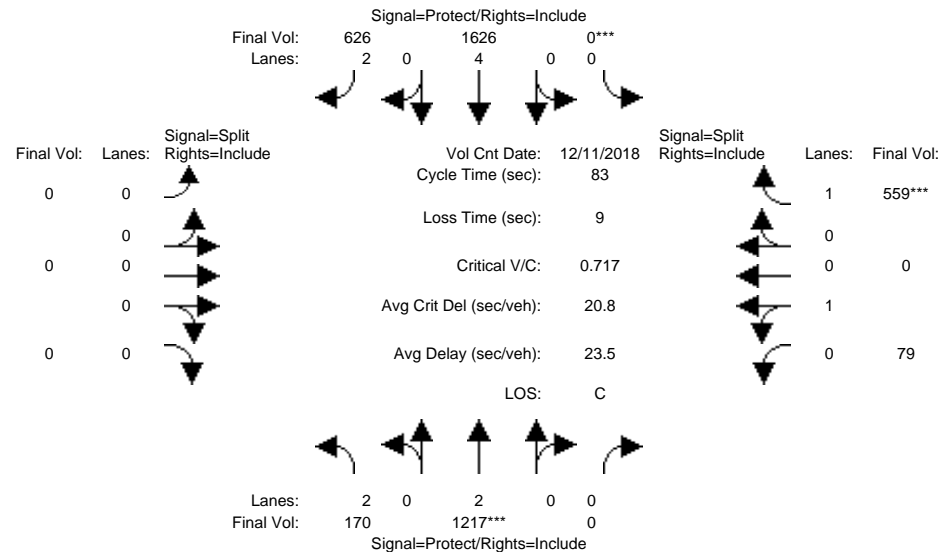 Signal=Protect/Rights=Include
Final Vol: 626 1626 0***
Lanes: 2 0 4 0 0
Signal=Split
Final Vol: Lanes: Rights=Include
Vol Cnt Date: 12/11/2018
Signal=Split
Rights=Include Lanes: Final Vol:
Cycle Time (sec): 83
0 0 1 559***
Loss Time (sec): 9
0 0
0 0 Critical V/C: 0.717 0 0
0 Avg Crit Del (sec/veh): 20.8 1
0 0 Avg Delay (sec/veh): 23.5 0 79
LOS: C
Lanes: 2 0 2 0 0
Final Vol: 170 1217*** 0
Signal=Protect/Rights=Include